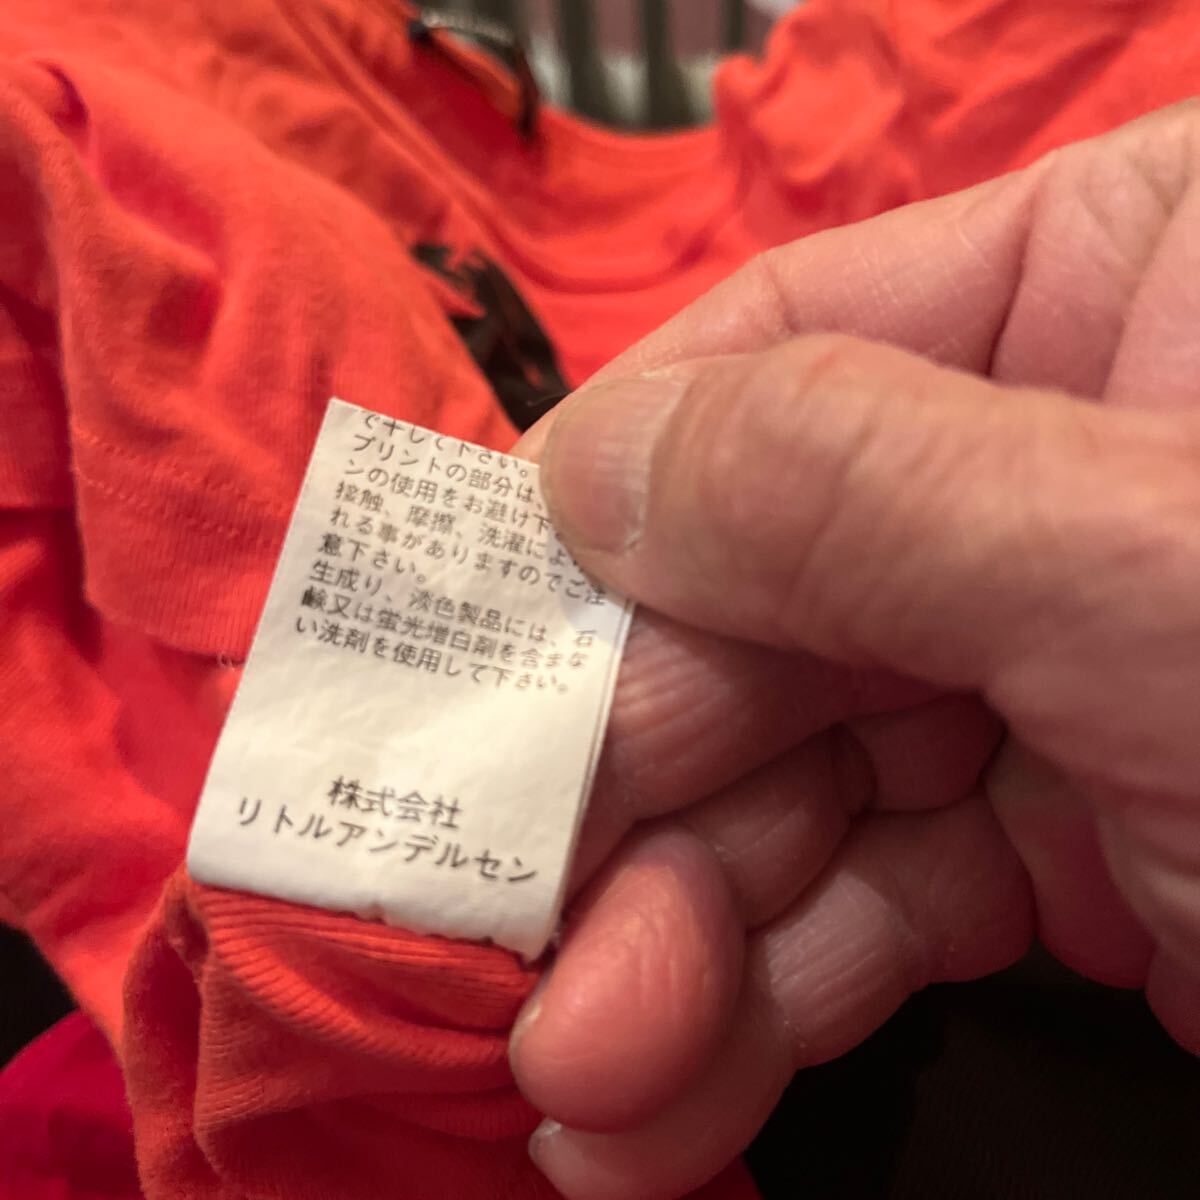 で干して下さい。
プリントの部分は、
ンの使用をお避け下
接触、摩擦、洗濯によ
れる事がありますのでご注
意下さい。
生成り、淡色製品には、石
鹸又は蛍光増白剤を含まな
い洗剤を使用して下さい。
株式会社
リトルアンデルセン